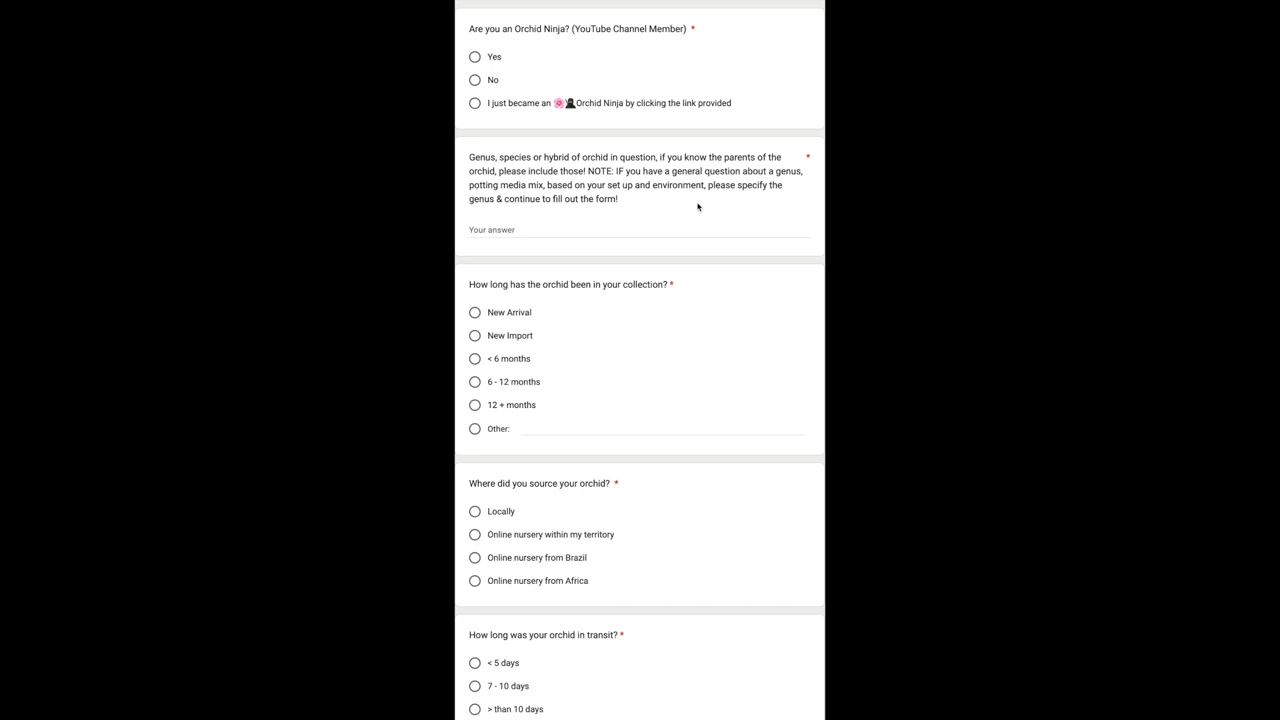 Are you an Orchid Ninja? (YouTube Channel Member) *
Yes
No
I just became an 🌸🥷Orchid Ninja by clicking the link provided
Genus, species or hybrid of orchid in question, if you know the parents of the *
orchid, please include those! NOTE: IF you have a general question about a genus,
potting media mix, based on your set up and environment, please specify the
genus & continue to fill out the form!
Your answer
How long has the orchid been in your collection? *
New Arrival
New Import
< 6 months
6 - 12 months
12 + months
Other:
Where did you source your orchid? *
Locally
Online nursery within my territory
Online nursery from Brazil
Online nursery from Africa
How long was your orchid in transit? *
< 5 days
7 - 10 days
> than 10 days